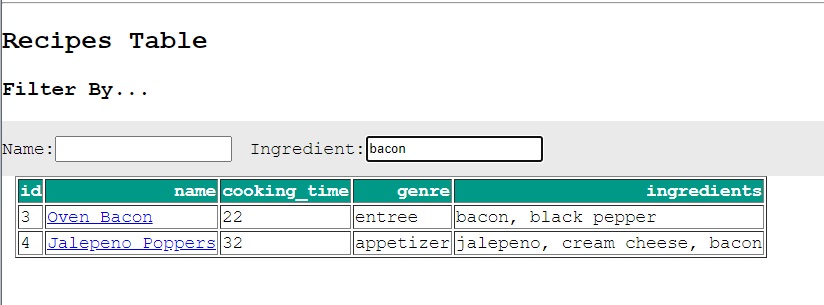 Recipes Table
Filter By...
Name: Ingredient: bacon
id name cooking_time genre ingredients
3 Oven Bacon 22 entree bacon, black pepper
4 Jalepeno Poppers 32 appetizer jalepeno, cream cheese, bacon